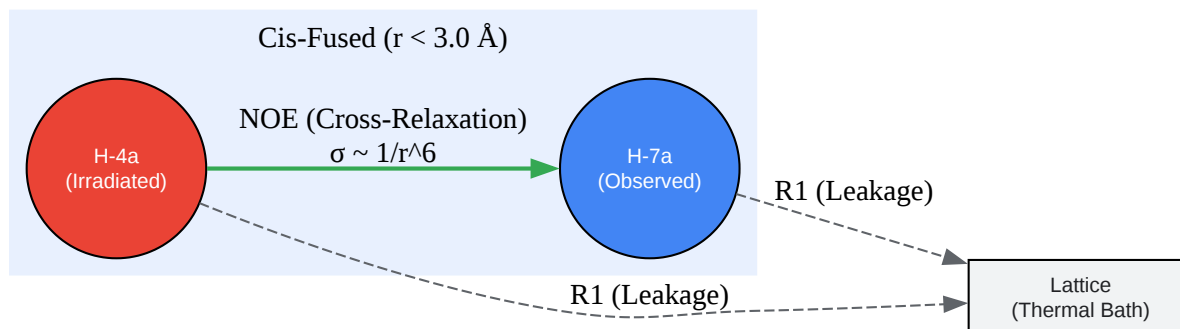 Cis-Fused (r < 3.0 Å)
NOE (Cross-Relaxation)
σ ~ 1/r^6
H-4a
(Irradiated)
H-7a
(Observed)
R1 (Leakage)
R1 (Leakage)
Lattice
(Thermal Bath)